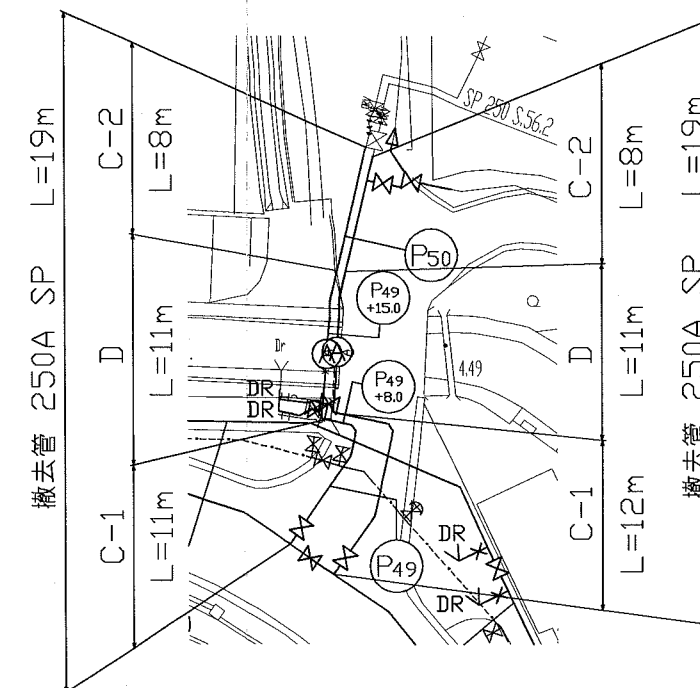 撤去管 250A SP L=19m
C-2
L=8m
D
L=11m
C-1
L=11m
SP 250 S.56.2
P50
P49
+15.0
Dr
DR
DR
P49
+8.0
4.49
P49
DR
DR
C-2
L=8m
D
L=11m
C-1
L=12m
撤去管 250A SP L=19m